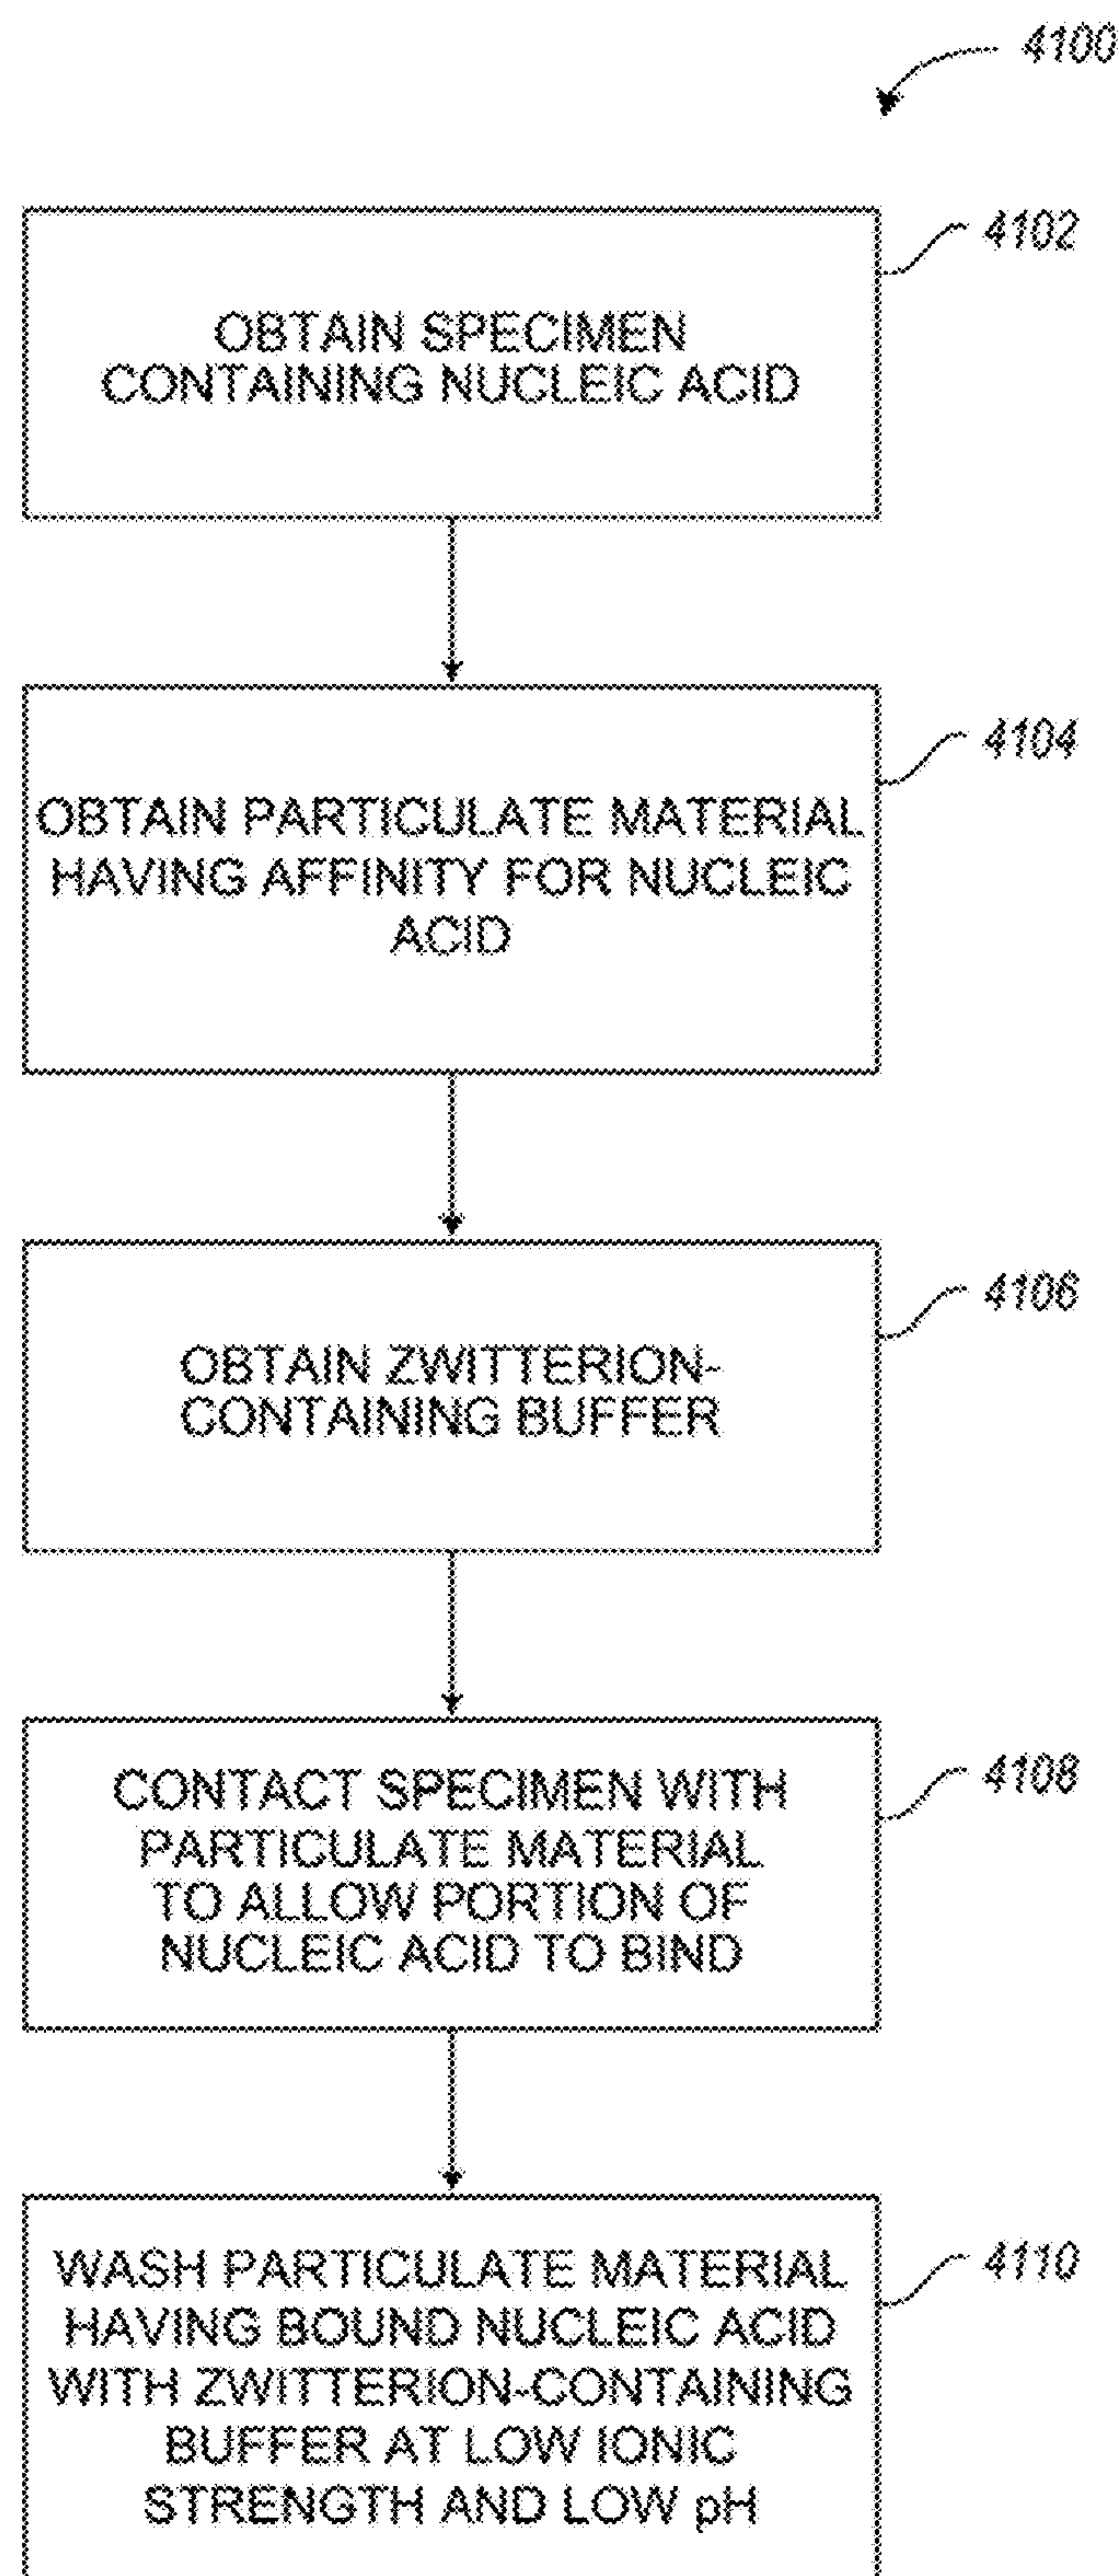 4100
4102
OBTAIN SPECIMEN
CONTAINING NUCLEIC ACID
4104
OBTAIN PARTICULATE MATERIAL
HAVING AFFINITY FOR NUCLEIC
ACID
4106
OBTAIN ZWITTERION-
CONTAINING BUFFER
4108
CONTACT SPECIMEN WITH
PARTICULATE MATERIAL
TO ALLOW PORTION OF
NUCLEIC ACID TO BIND
4110
WASH PARTICULATE MATERIAL
HAVING BOUND NUCLEIC ACID
WITH ZWITTERION-CONTAINING
BUFFER AT LOW IONIC
STRENGTH AND LOW pH